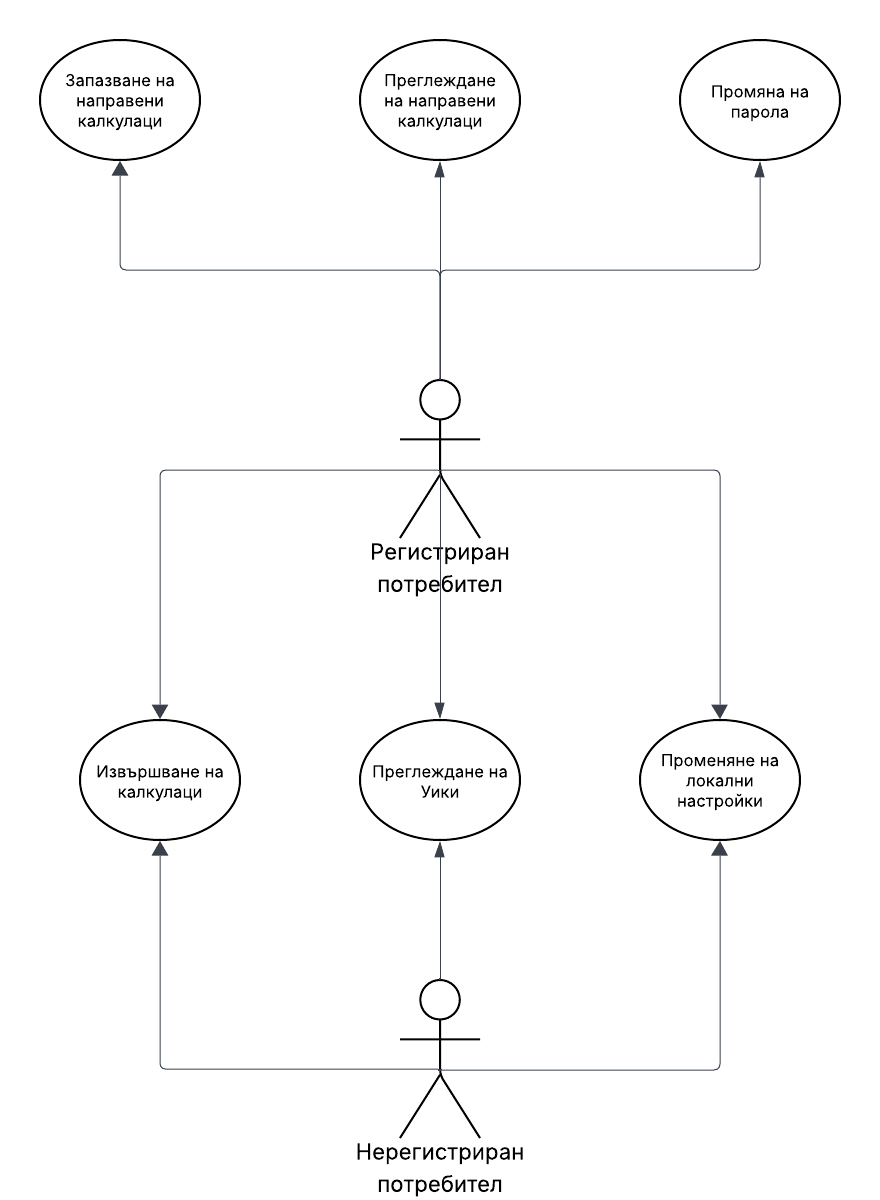 Запазване на
направени
калкулаци
Преглеждане
на направени
калкулаци
Промяна на
парола
Регистриран
потребител
Извършване на
калкулаци
Преглеждане на
Уики
Променяне на
локални
настройки
Нерегистриран
потребител